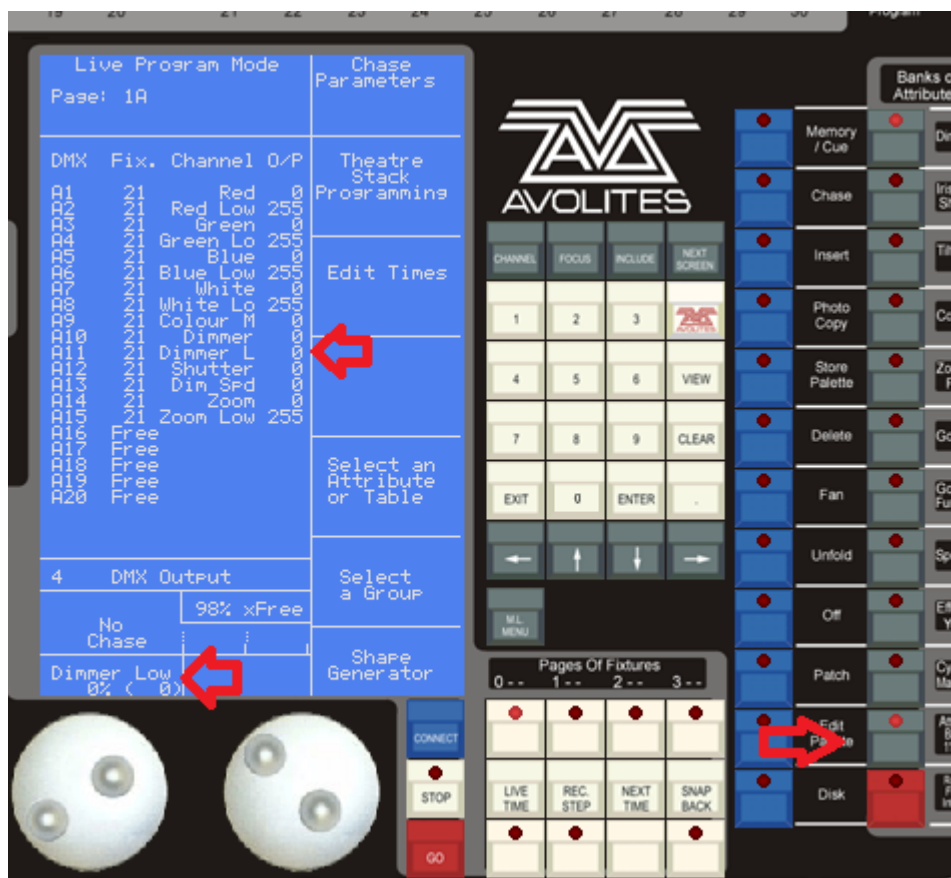 19 20 21 22 23 24 25 26 27 28 29 30 Program
Live Program Mode
Page: 1A
DMX Fix. Channel O/P
A1 21 Red 0
A2 21 Red Low 255
A3 21 Green 0
A4 21 Green Lo 255
A5 21 Blue 0
A6 21 Blue Low 255
A7 21 White 0
A8 21 White Lo 255
A9 21 Colour M 0
A10 21 Dimmer 0
A11 21 Dimmer L 0
A12 21 Shutter 0
A13 21 Dim Spd 0
A14 21 Zoom 0
A15 21 Zoom Low 255
A16 Free
A17 Free
A18 Free
A19 Free
A20 Free
4 DMX Output
98% xFree
No
Chase
Dimmer Low
0% ( 0)
Chase
Parameters
Theatre
Stack
Programming
Edit Times
Select an
Attribute
or Table
Select
a Group
Shape
Generator
AVOLITES
CHANNEL FOCUS INCLUDE NEXT SCREEN
1 2 3 AVOLITES
4 5 6 VIEW
7 8 9 CLEAR
EXIT 0 ENTER .
M.L.
MENU
Pages Of Fixtures
0-- 1-- 2-- 3--
CONNECT
STOP
GO
LIVE TIME
REC. STEP
NEXT TIME
SNAP BACK
Banks o
Attribute
Memory
/ Cue
Chase
Insert
Photo
Copy
Store
Palette
Delete
Fan
Unfold
Off
Patch
Edit
Disk